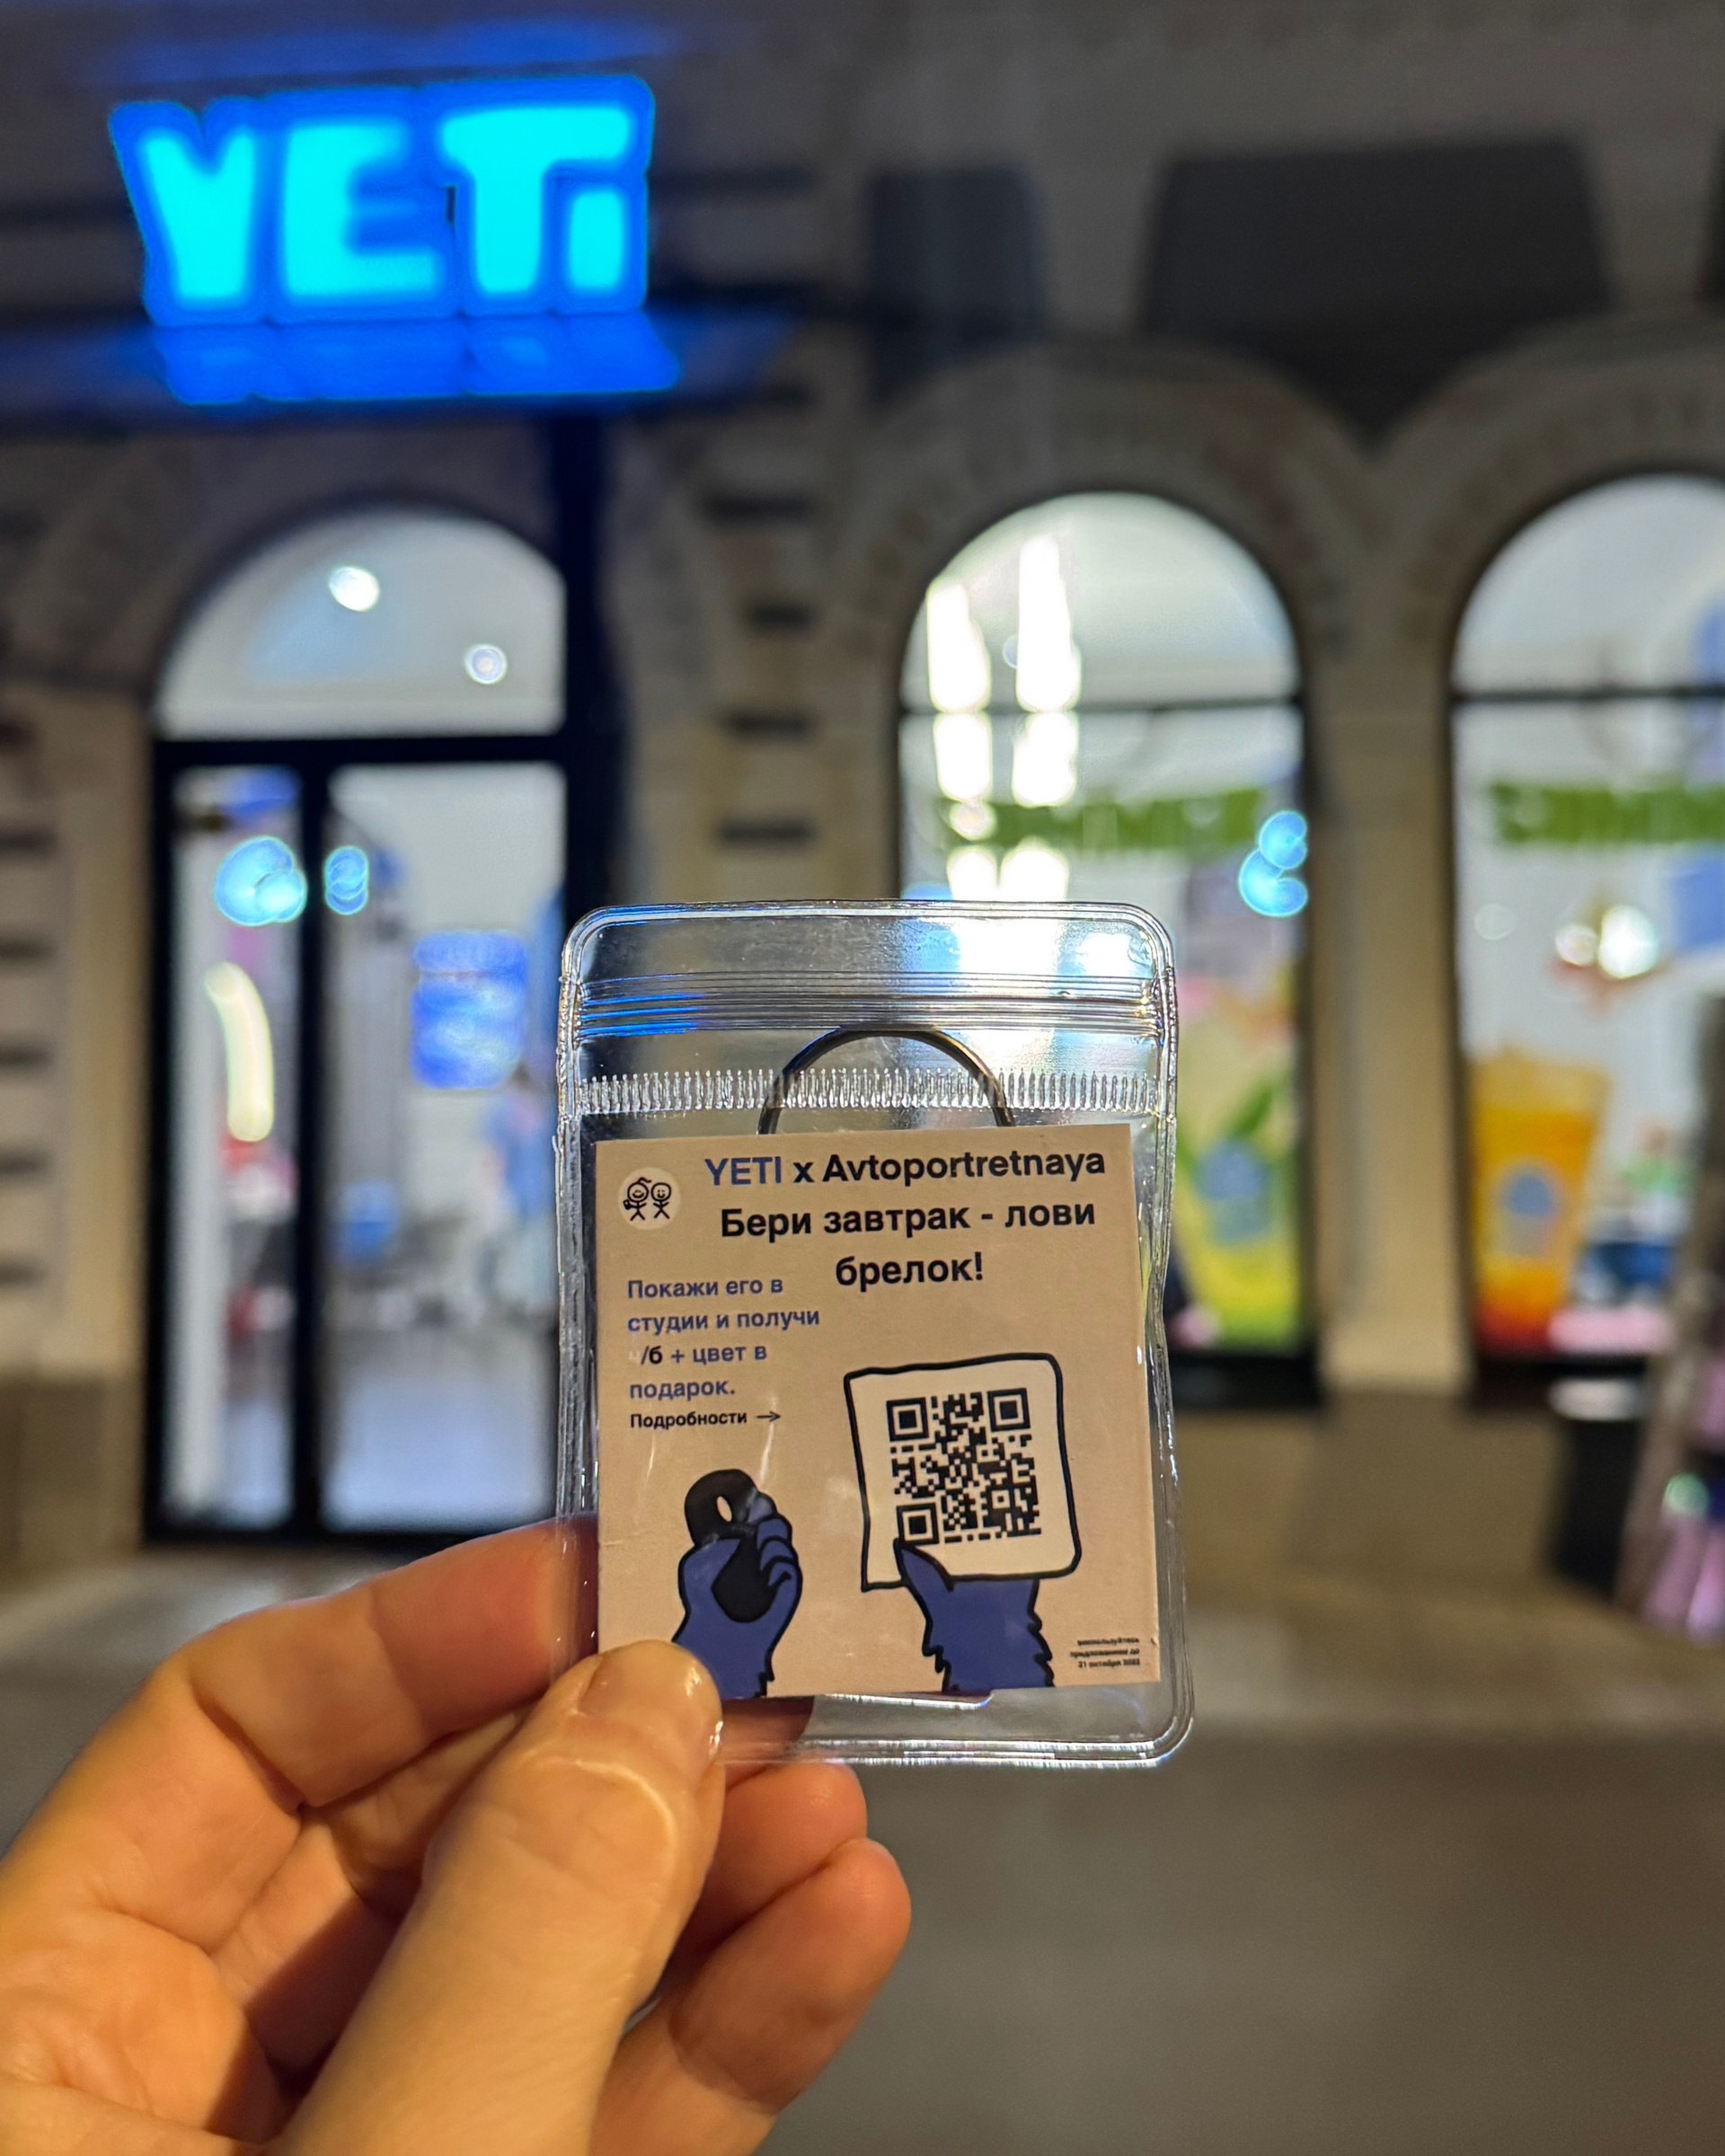 YETI
YETI x Avtoportretnaya
Бери завтрак - лови
брелок!
Покажи его в
студии и получи
ч/б + цвет в
подарок.
Подробности →